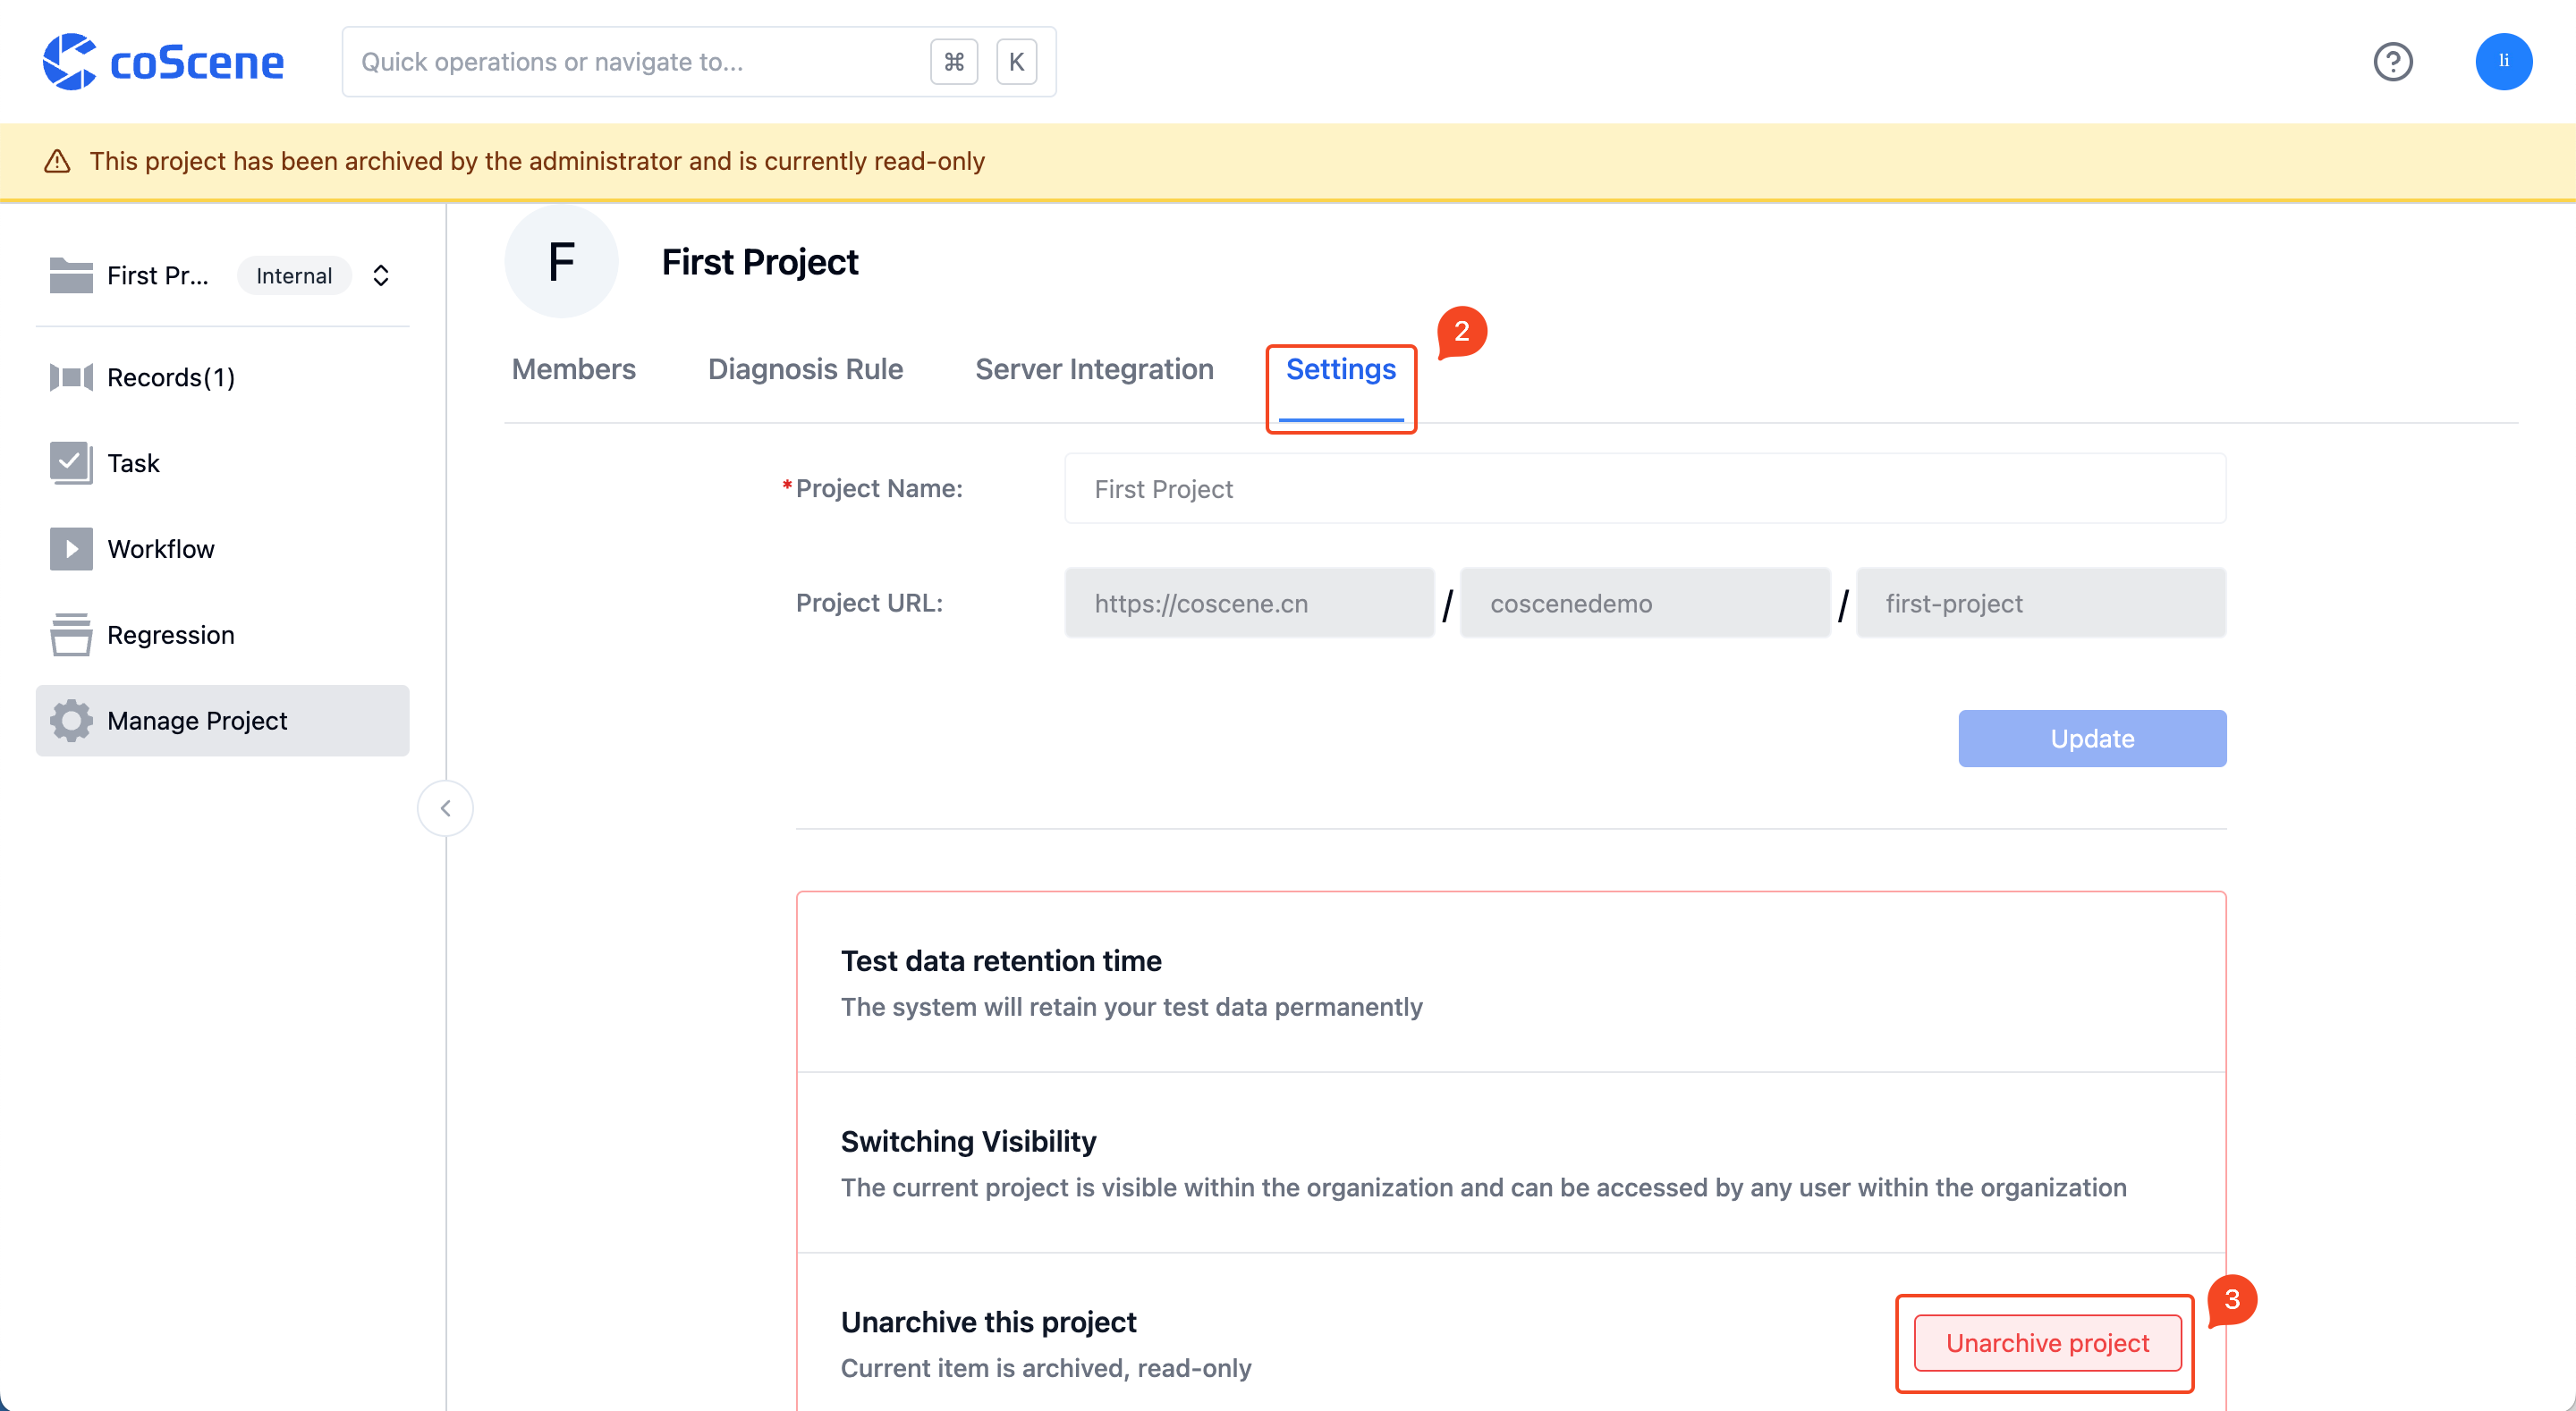 coScene
Quick operations or navigate to...
⌘ K
li
This project has been archived by the administrator and is currently read-only
First Pr...
Internal
Records(1)
Task
Workflow
Regression
Manage Project
F
First Project
Members
Diagnosis Rule
Server Integration
Settings
2
*Project Name:
First Project
Project URL:
https://coscene.cn / coscenedemo / first-project
Update
Test data retention time
The system will retain your test data permanently
Switching Visibility
The current project is visible within the organization and can be accessed by any user within the organization
Unarchive this project
Current item is archived, read-only
Unarchive project
3